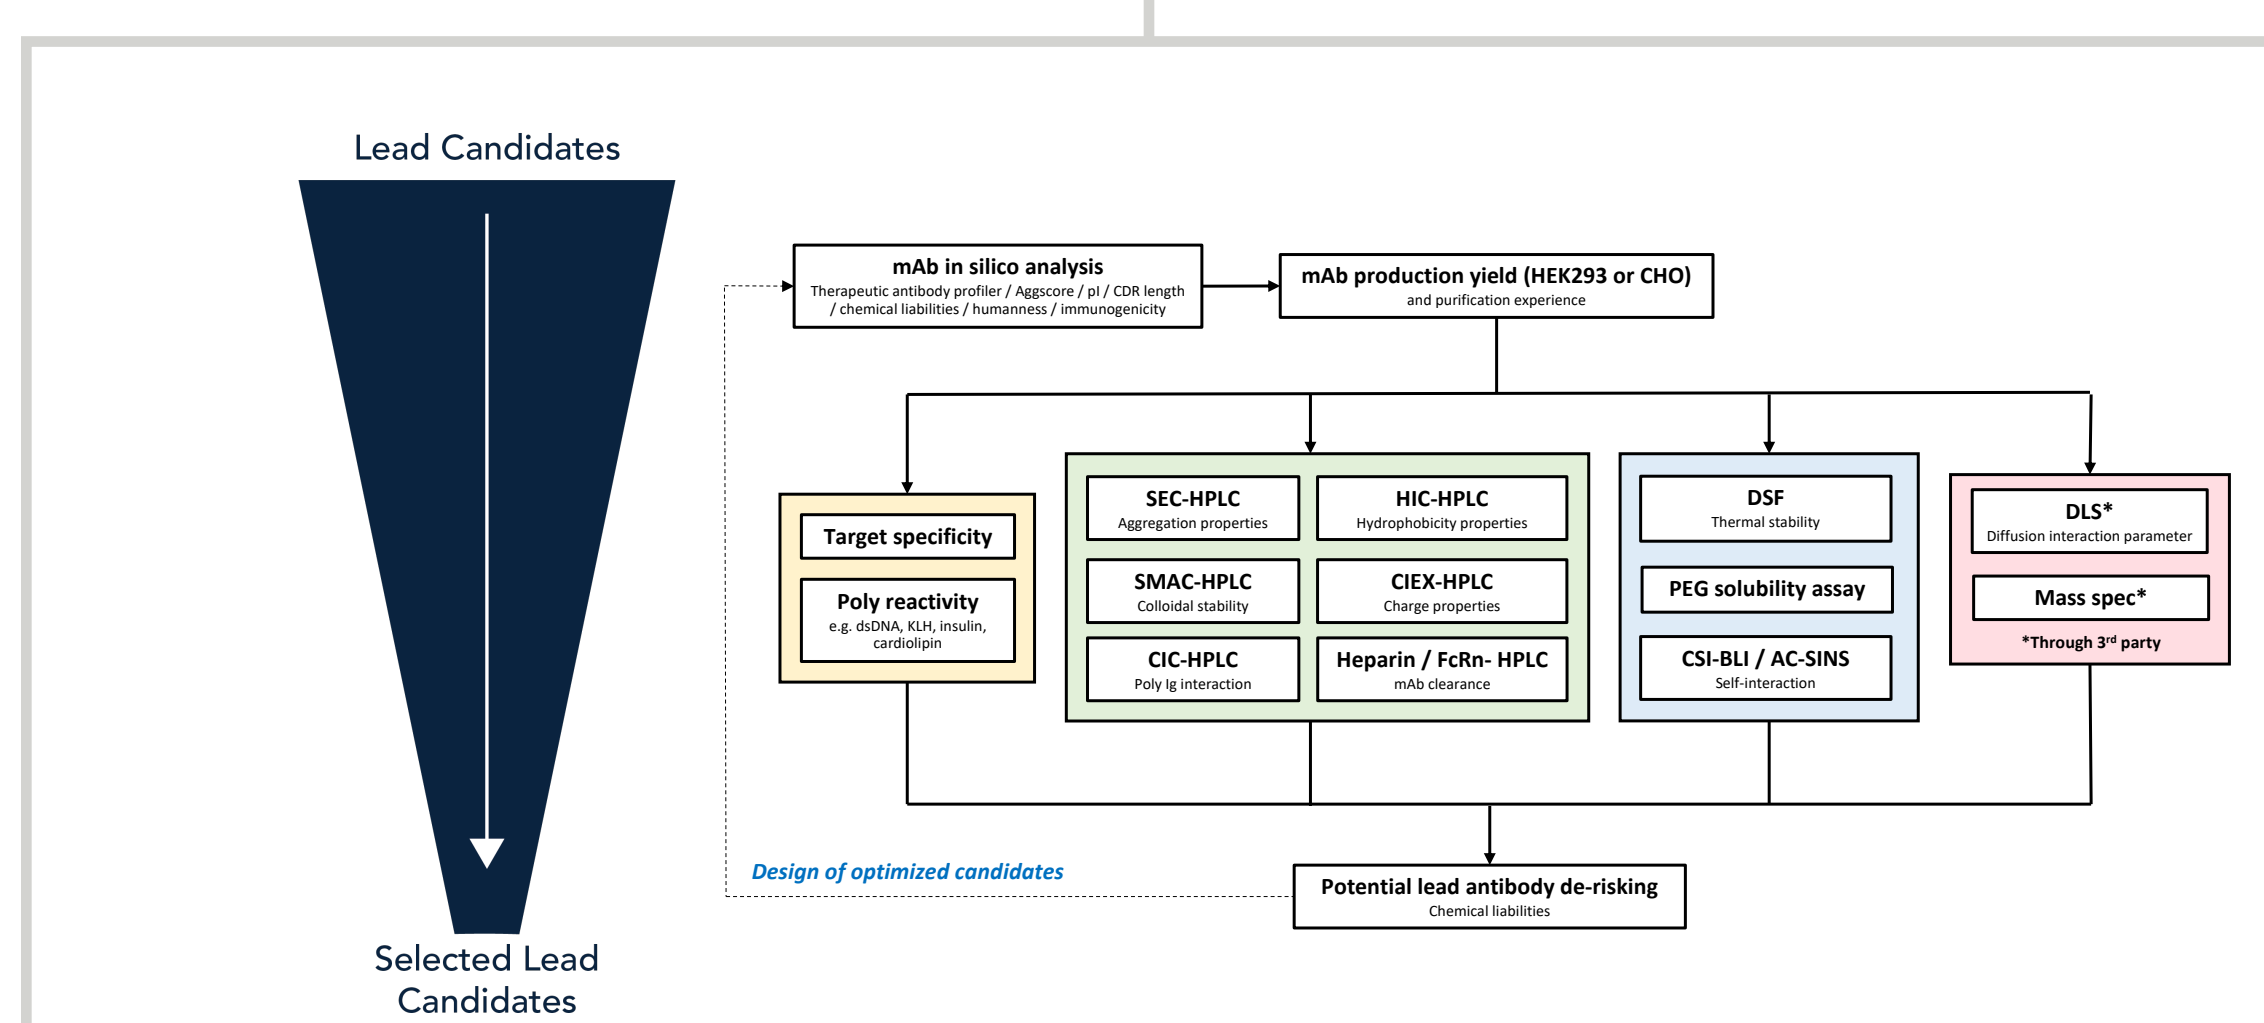 Lead Candidates
mAb in silico analysis
Therapeutic antibody profiler / Aggscore / pI / CDR length
/ chemical liabilities / humanness / immunogenicity
mAb production yield (HEK293 or CHO)
and purification experience
Target specificity
Poly reactivity
e.g. dsDNA, KLH, insulin,
cardiolipin
SEC-HPLC
Aggregation properties
HIC-HPLC
Hydrophobicity properties
SMAC-HPLC
Colloidal stability
CIEX-HPLC
Charge properties
CIC-HPLC
Poly Ig interaction
Heparin / FcRn- HPLC
mAb clearance
DSF
Thermal stability
PEG solubility assay
CSI-BLI / AC-SINS
Self-interaction
DLS*
Diffusion interaction parameter
Mass spec*
*Through 3rd party
Design of optimized candidates
Potential lead antibody de-risking
Chemical liabilities
Selected Lead
Candidates